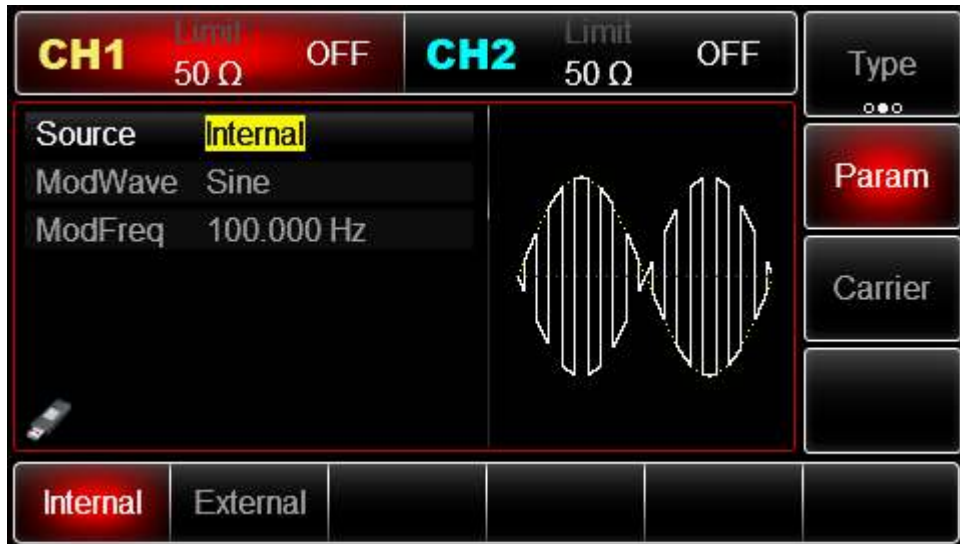 CH1 Limit 50 Ω OFF
CH2 Limit 50 Ω OFF
Type
Source Internal
ModWave Sine
ModFreq 100.000 Hz
Param
Carrier
Internal External